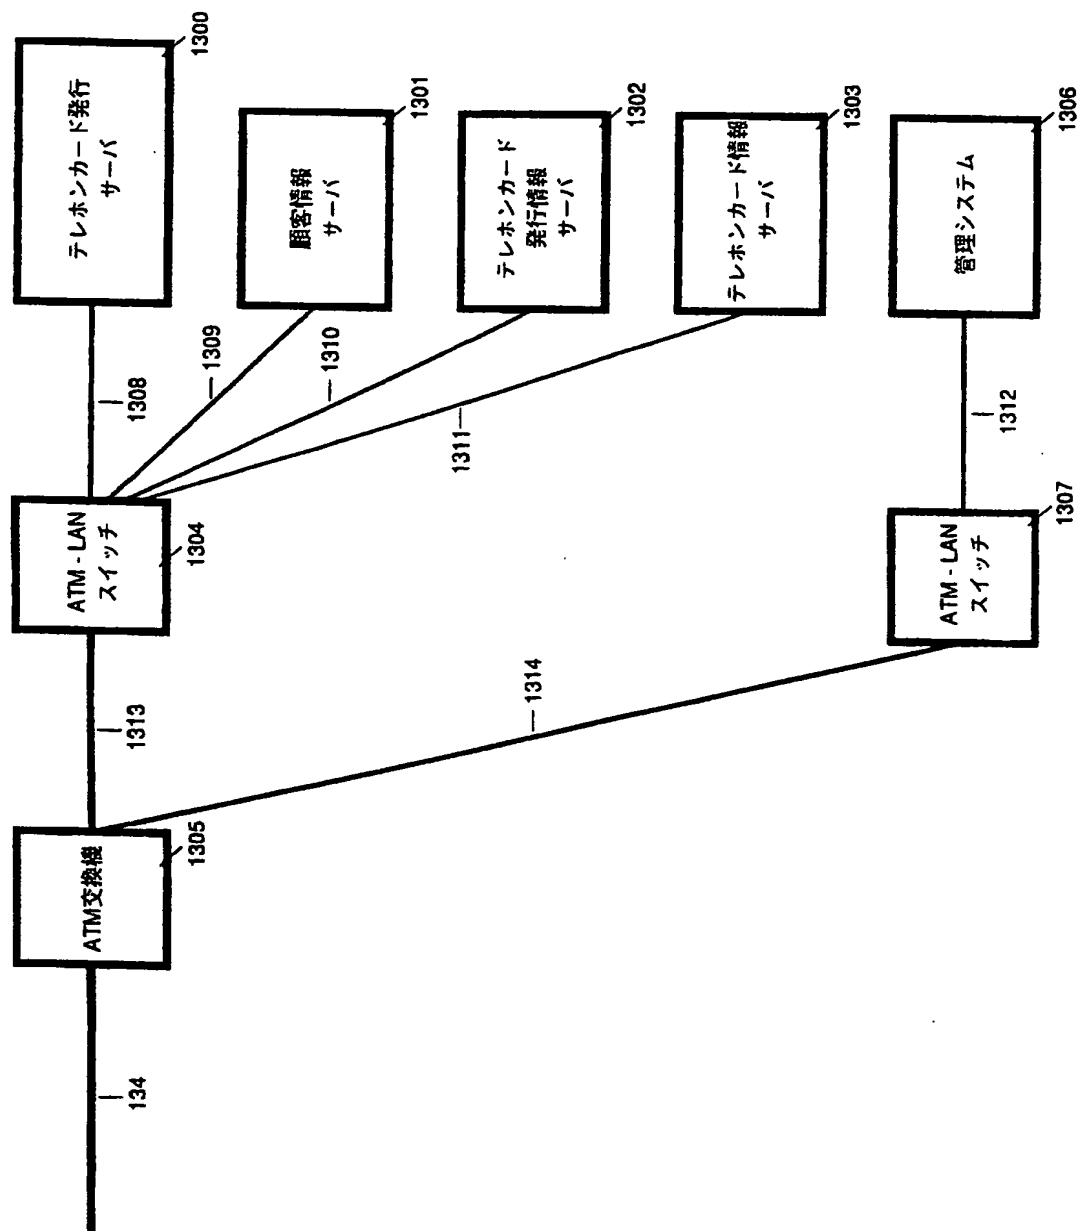 テレホンカード発行
サーバ
1300
顧客情報
サーバ
1301
テレホンカード
発行情報
サーバ
1302
テレホンカード情報
サーバ
1303
管理システム
1306
1308
1309
1310
1311
1312
ATM - LAN
スイッチ
1304
ATM - LAN
スイッチ
1307
1313
1314
ATM交換機
1305
134